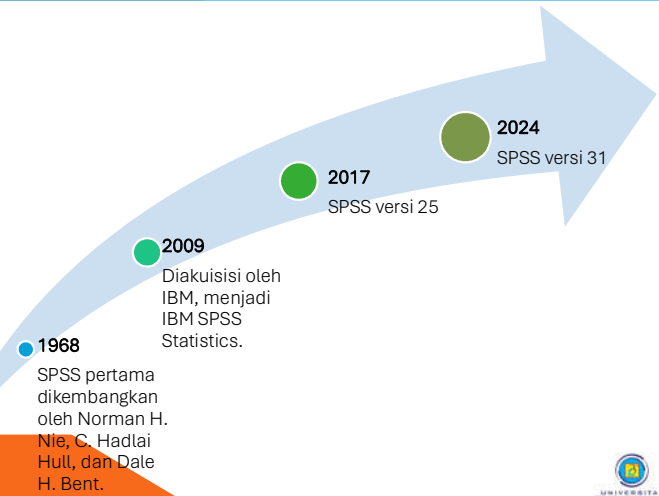 2024
SPSS versi 31
2017
SPSS versi 25
2009
Diakuisisi oleh
IBM, menjadi
IBM SPSS
Statistics.
1968
SPSS pertama
dikembangkan
oleh Norman H.
Nie, C. Hadlai
Hull, dan Dale
H. Bent.
UNIVERSITA